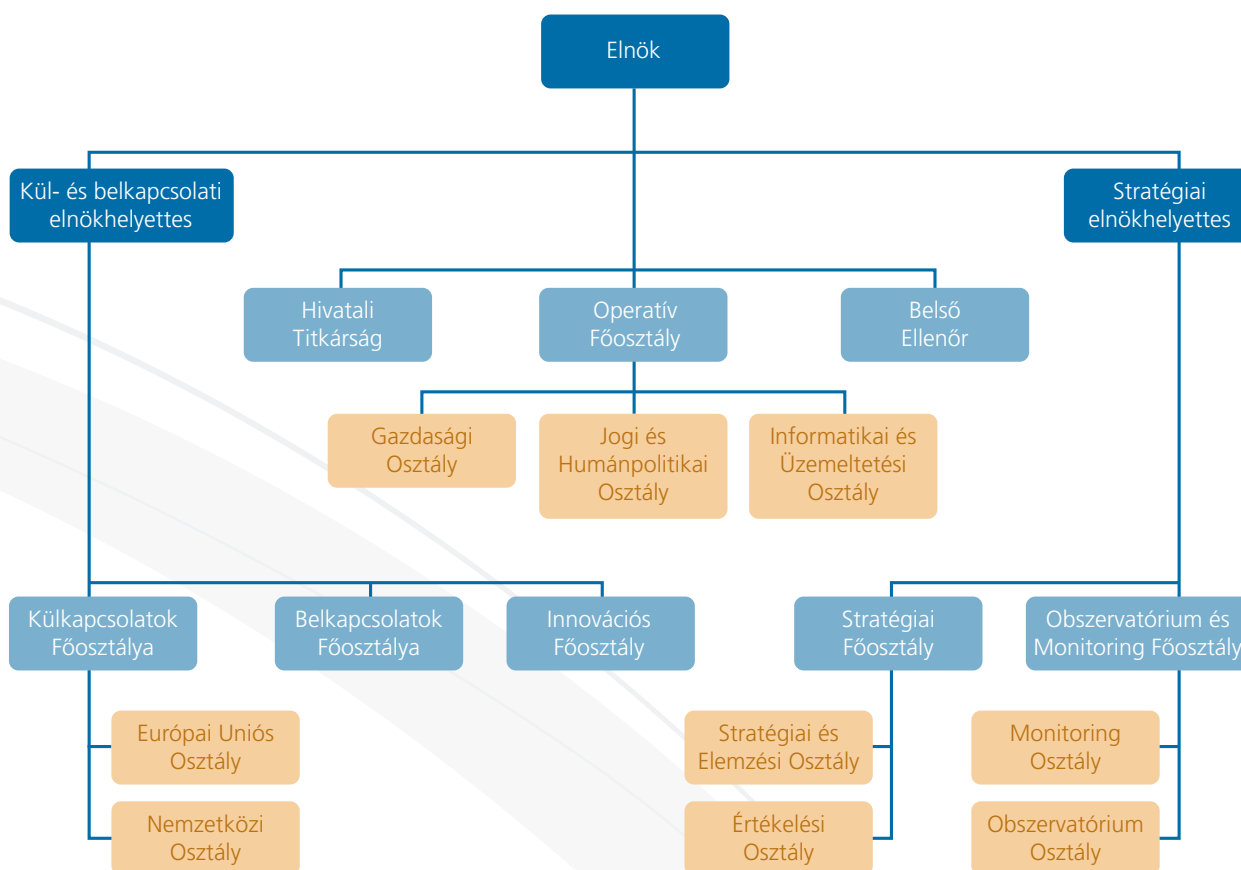 Elnök
Kül- és belkapcsolati
elnökhelyettes
Stratégiai
elnökhelyettes
Hivatali
Titkárság
Operatív
Főosztály
Belső
Ellenőr
Gazdasági
Osztály
Jogi és
Humánpolitikai
Osztály
Informatikai és
Üzemeltetési
Osztály
Külkapcsolatok
Főosztálya
Belkapcsolatok
Főosztálya
Innovációs
Főosztály
Stratégiai
Főosztály
Obszervatórium és
Monitoring Főosztály
Európai Uniós
Osztály
Stratégiai és
Elemzési Osztály
Monitoring
Osztály
Nemzetközi
Osztály
Értékelési
Osztály
Obszervatórium
Osztály